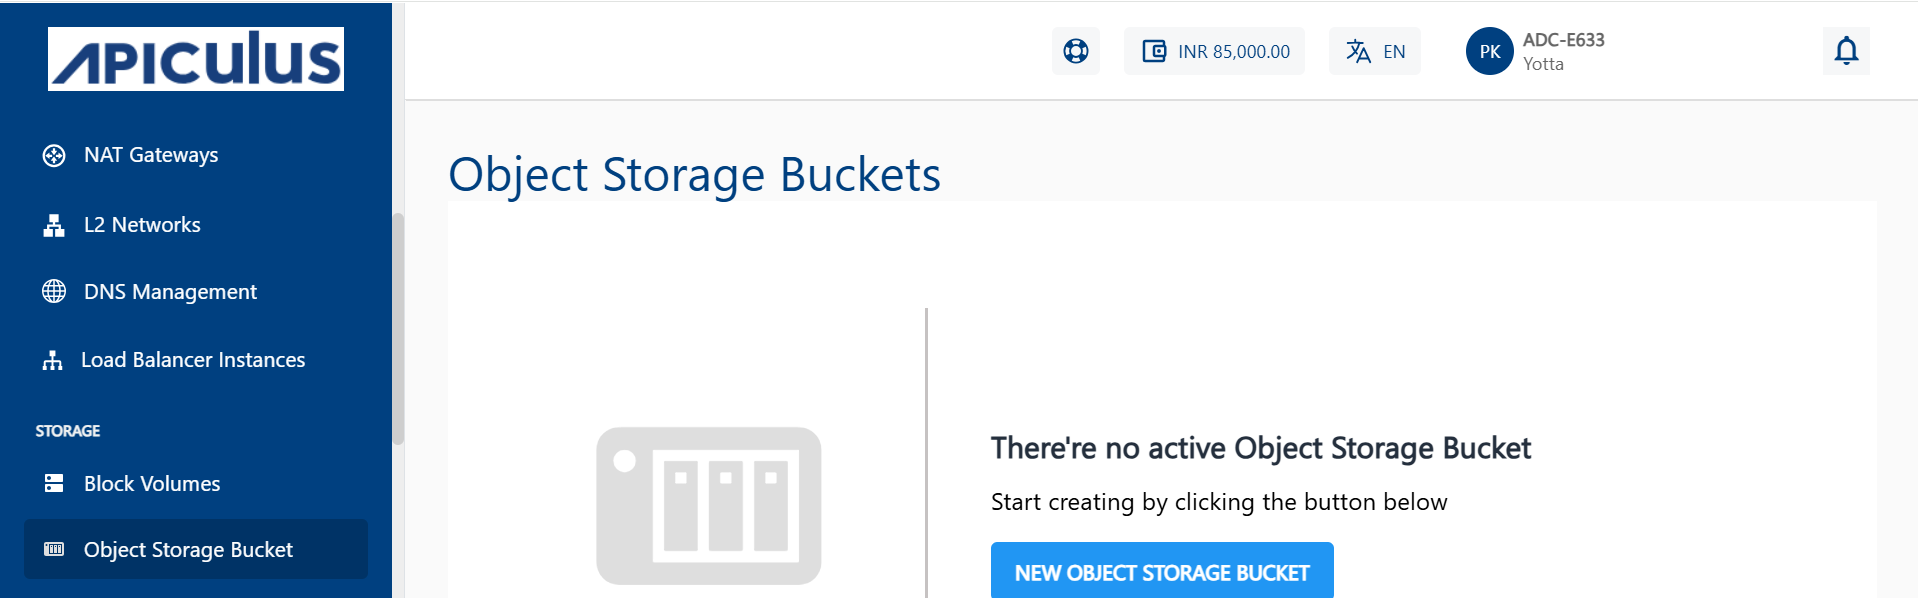 APICULUS
NAT Gateways
L2 Networks
DNS Management
Load Balancer Instances
STORAGE
Block Volumes
Object Storage Bucket
INR 85,000.00
EN
PK
ADC-E633
Yotta
Object Storage Buckets
There're no active Object Storage Bucket
Start creating by clicking the button below
NEW OBJECT STORAGE BUCKET